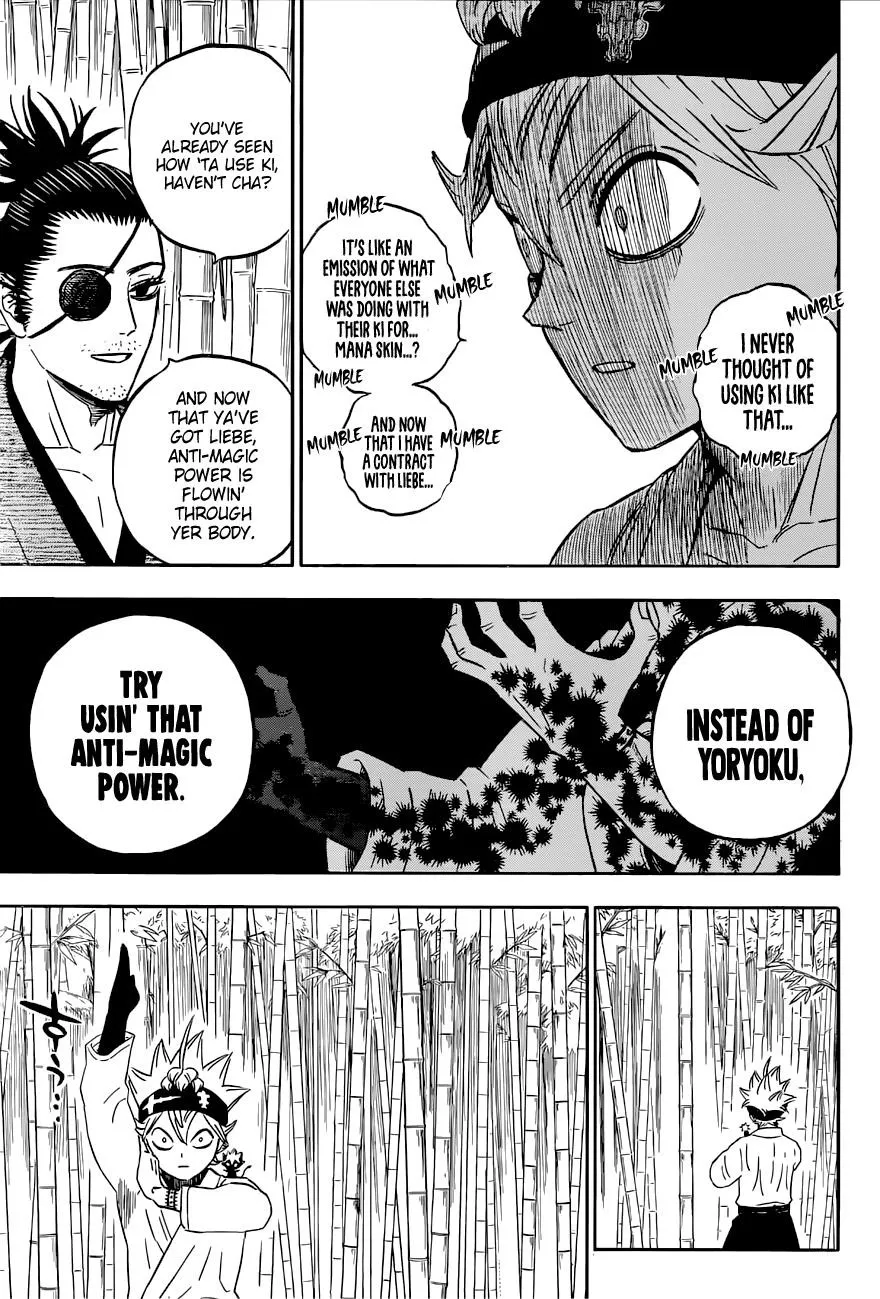 MUMBLE
I NEVER
THOUGHT OF
USING KI LIKE
THAT...
MUMBLE
MUMBLE
MUMBLE
IT'S LIKE AN
EMISSION OF WHAT
EVERYONE ELSE
WAS DOING WITH
THEIR KI FOR...
MANA SKIN...?
MUMBLE
MUMBLE
AND NOW
THAT I HAVE
A CONTRACT
WITH LIEBE...
MUMBLE
MUMBLE
YOU'VE
ALREADY SEEN
HOW 'TA USE KI,
HAVEN'T CHA?
AND NOW
THAT YA'VE
GOT LIEBE,
ANTI-MAGIC
POWER IS
FLOWIN'
THROUGH
YER BODY.
INSTEAD OF
YORYOKU,
TRY
USIN' THAT
ANTI-MAGIC
POWER.